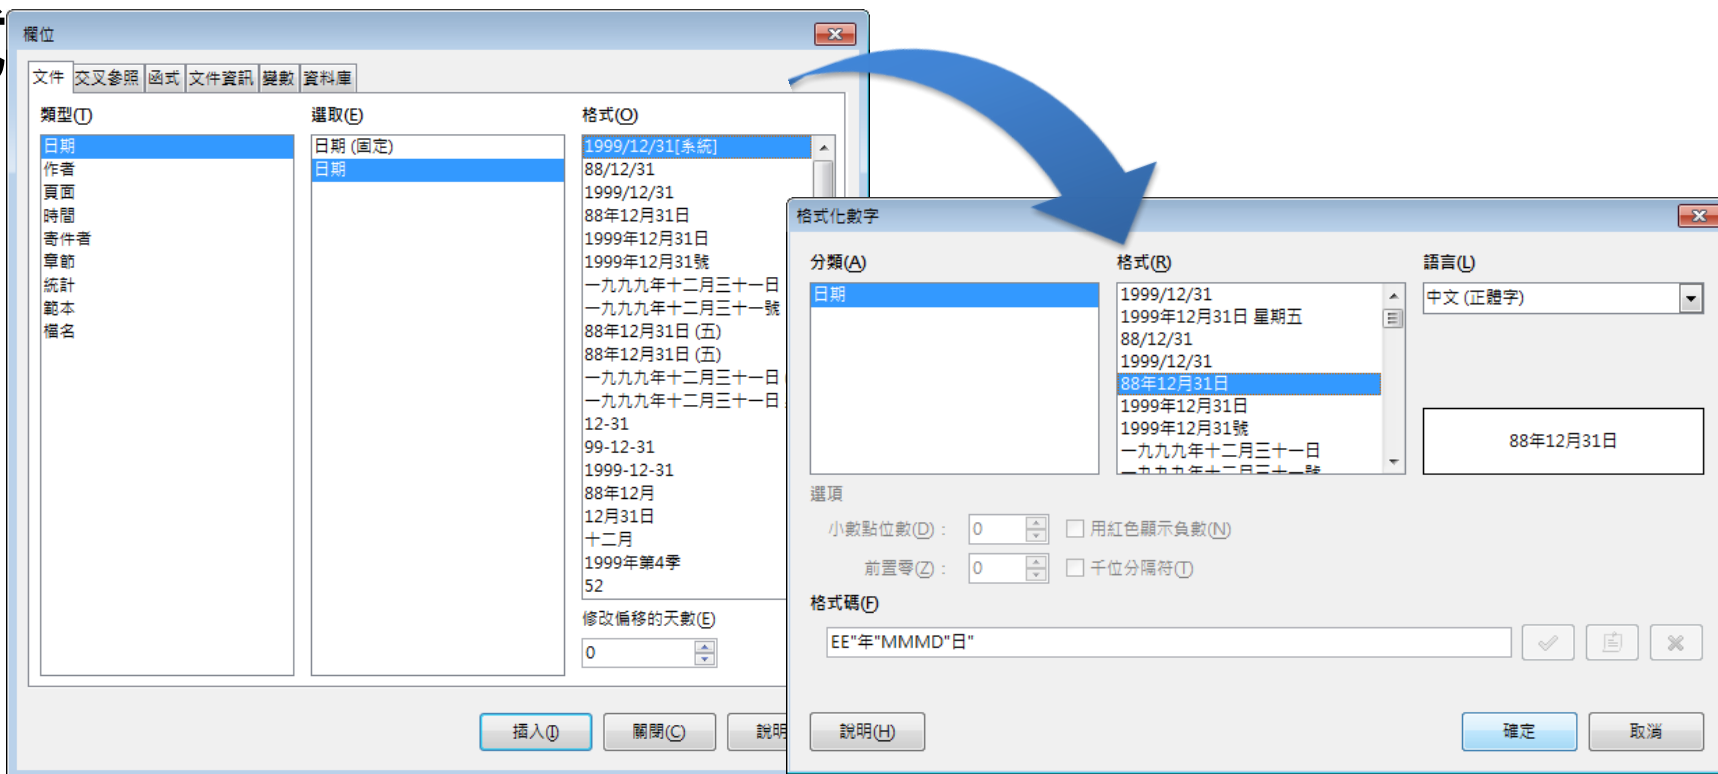 欄位
文件 交叉參照 函式 文件資訊 變數 資料庫
類型(T)
日期
作者
頁面
時間
寄件者
章節
統計
範本
檔名
選取(E)
日期 (固定)
日期
格式(O)
1999/12/31[系統]
88/12/31
1999/12/31
88年12月31日
1999年12月31日
1999年12月31號
一九九九年十二月三十一日
一九九九年十二月三十一號
88年12月31日 (五)
88年12月31日 (五)
一九九九年十二月三十一日
一九九九年十二月三十一日
12-31
99-12-31
1999-12-31
88年12月
12月31日
十二月
1999年第4季
52
修改偏移的天數(E)
0
插入(I) 關閉(C) 說明
格式化數字
分類(A)
日期
格式(R)
1999/12/31
1999年12月31日 星期五
88/12/31
1999/12/31
88年12月31日
1999年12月31日
1999年12月31號
一九九九年十二月三十一日
一九九九年十二月三十一號
語言(L)
中文 (正體字)
88年12月31日
選項
小數點位數(D)： 0 用紅色顯示負數(N)
前置零(Z)： 0 千位分隔符(T)
格式碼(F)
EE"年"MMMD"日"
說明(H) 確定 取消